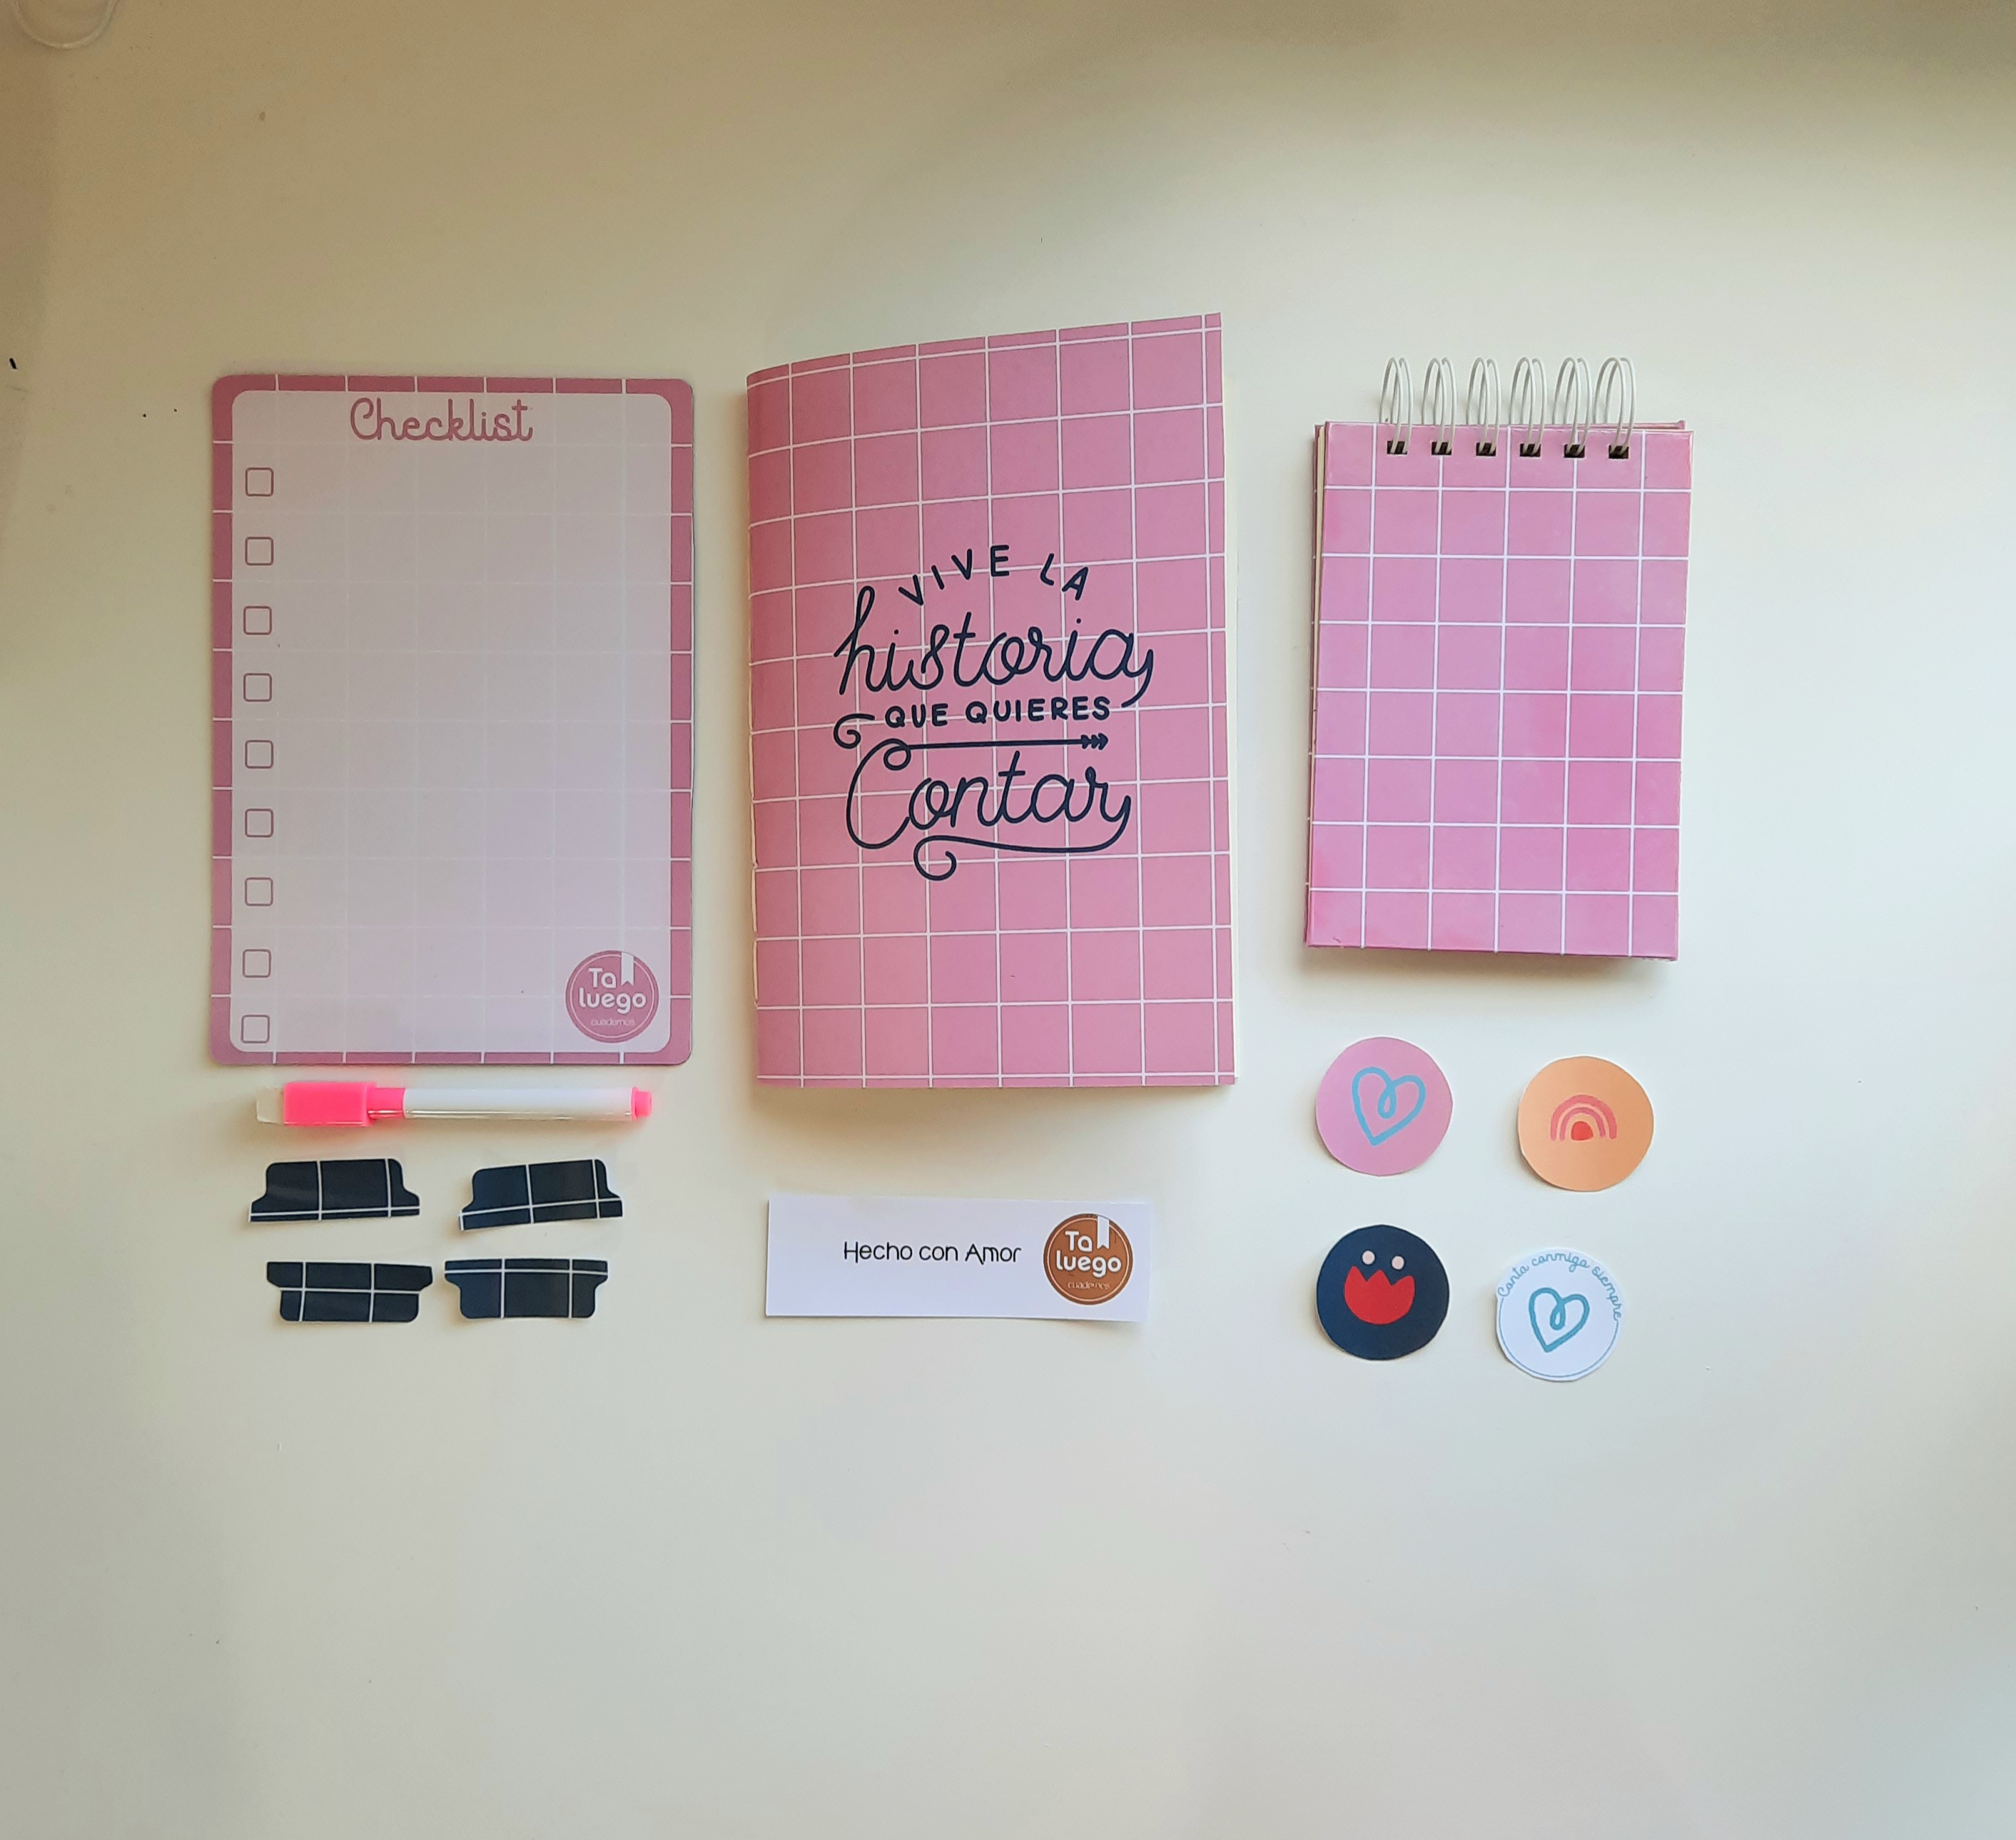 Checklist
Ta
luego
cuadernos
VIVE LA
historia
QUE QUIERES
Contar
Hecho con Amor
Ta
luego
cuadernos
Conta conmigo siempre